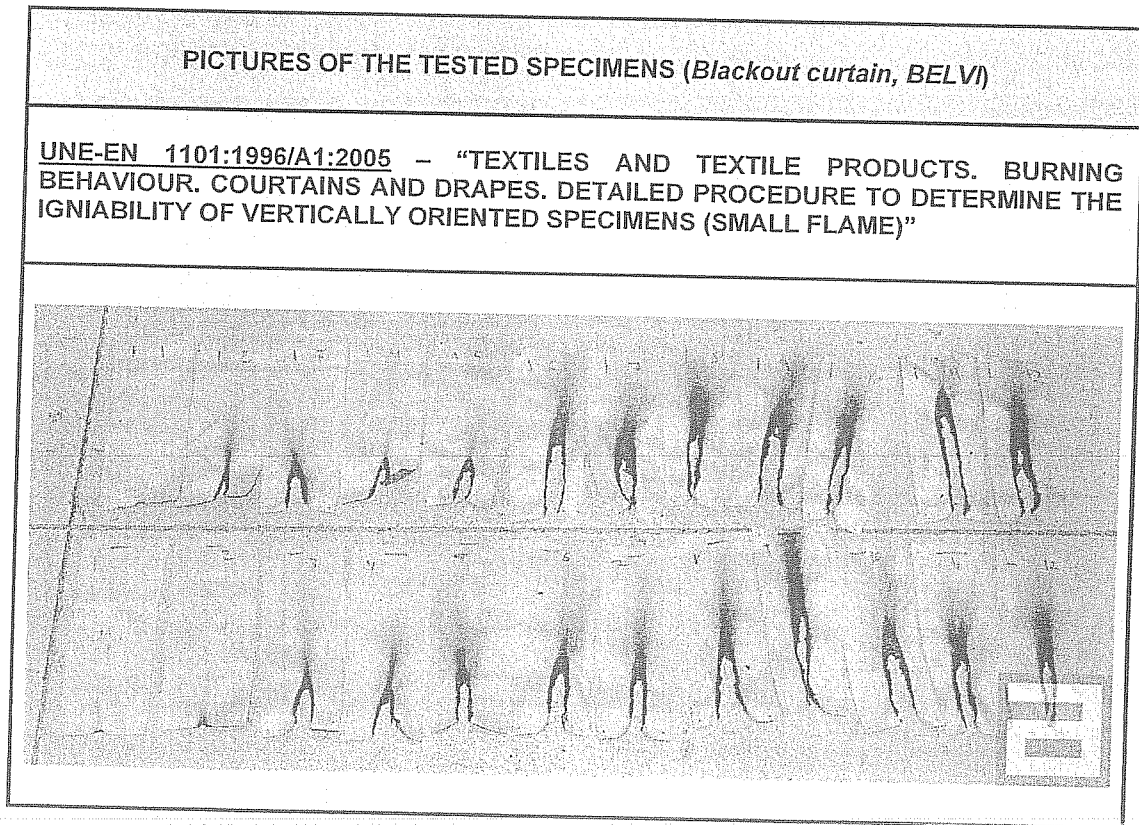 PICTURES OF THE TESTED SPECIMENS (Blackout curtain, BELVI)
UNE-EN 1101:1996/A1:2005 – “TEXTILES AND TEXTILE PRODUCTS. BURNING
BEHAVIOUR. COURTAINS AND DRAPES. DETAILED PROCEDURE TO DETERMINE THE
IGNIABILITY OF VERTICALLY ORIENTED SPECIMENS (SMALL FLAME)”